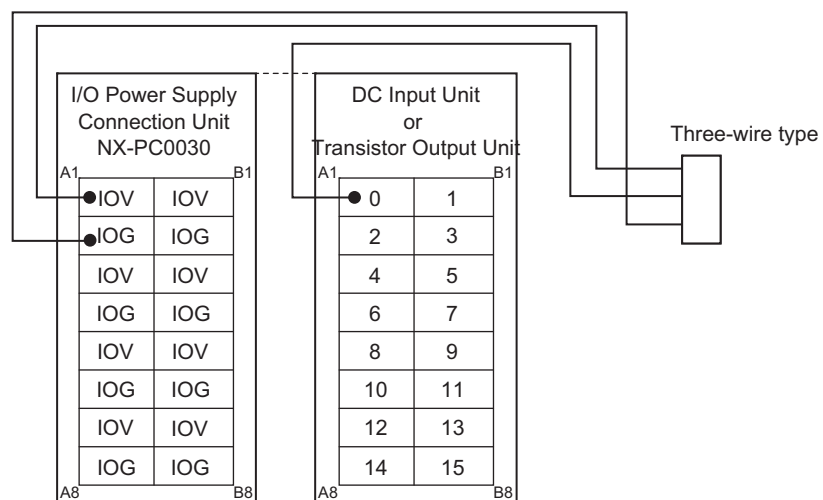 I/O Power Supply
Connection Unit
NX-PC0030
DC Input Unit
or
Transistor Output Unit
Three-wire type
A1 B1 A1 B1
IOV IOV 0 1
IOG IOG 2 3
IOV IOV 4 5
IOG IOG 6 7
IOV IOV 8 9
IOG IOG 10 11
IOV IOV 12 13
IOG IOG 14 15
A8 B8 A8 B8